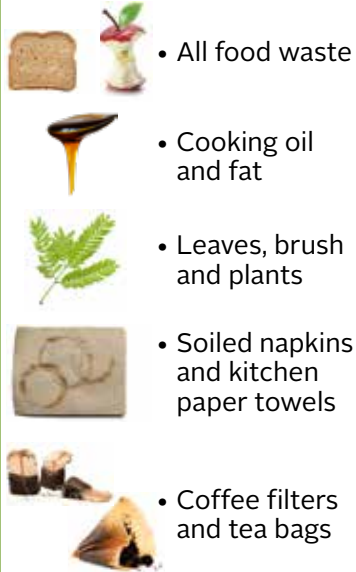 • All food waste
• Cooking oil
and fat
• Leaves, brush
and plants
• Soiled napkins
and kitchen
paper towels
• Coffee filters
and tea bags